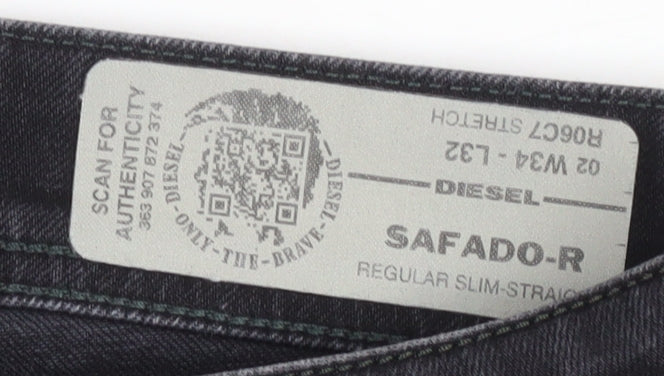 SCAN FOR
AUTHENTICITY
363 907 872 374
DIESEL
DIESEL
ONLY-THE-BRAVE
R06C7 STRETCH
02 W34 - L32
DIESEL
SAFADO-R
REGULAR SLIM-STRAIG